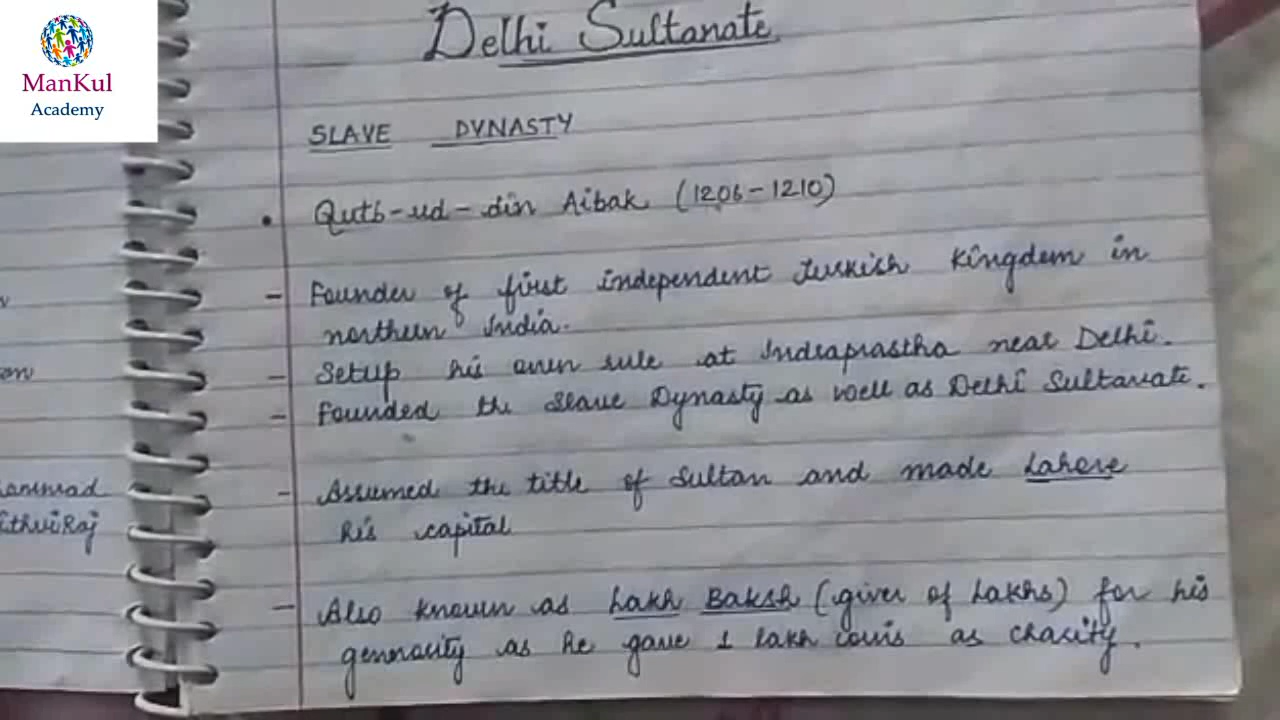 ManKul
Academy
Delhi Sultanate
SLAVE DYNASTY
• Qutb-ud-din Aibak (1206-1210)
- Founder of first independent Turkish Kingdom in
northern India.
- Setup his own rule at Indraprastha near Delhi.
- Founded the Slave Dynasty as well as Delhi Sultanate.
- Assumed the title of Sultan and made Lahore
his capital
- Also known as Lakh Baksh (giver of Lakhs) for his
generosity as he gave 1 lakh coins as charity.